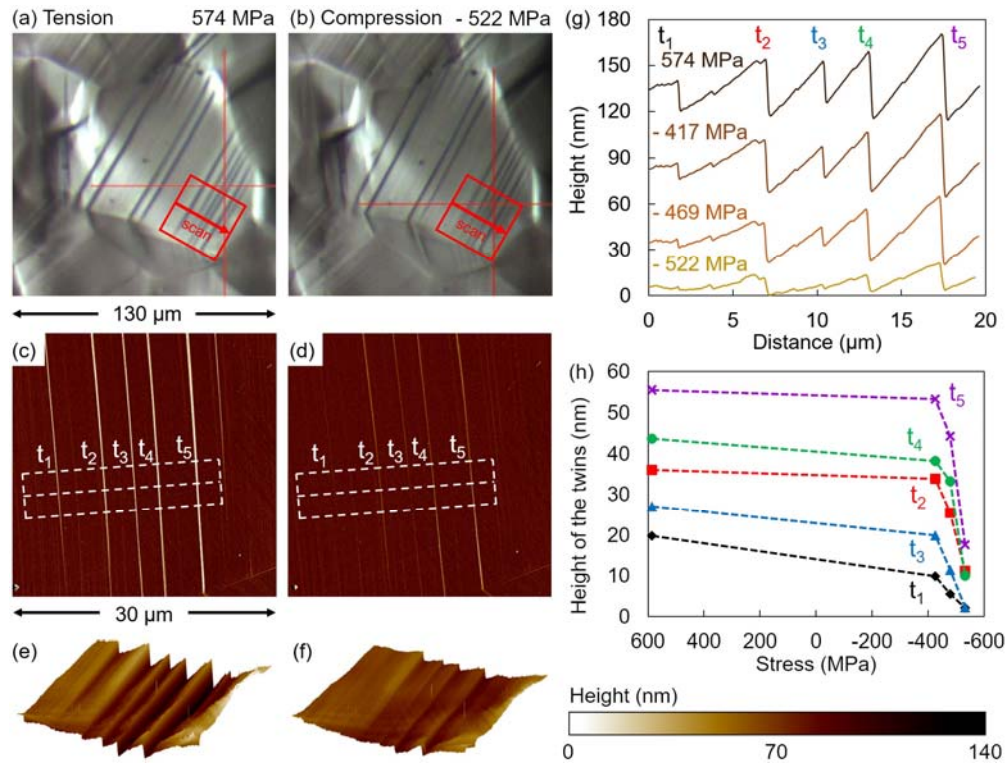 (a) Tension 574 MPa
(b) Compression - 522 MPa
scan
scan
130 µm
(c)
t1 t2 t3 t4 t5
(d)
t1 t2 t3 t4 t5
30 µm
(e)
(f)
(g)
Height (nm)
180
150
120
90
60
30
0
t1 t2 t3 t4 t5
574 MPa
- 417 MPa
- 469 MPa
- 522 MPa
0 5 10 15 20
Distance (µm)
(h)
Height of the twins (nm)
60
50
40
30
20
10
0
t5
t4
t2
t3
t1
600 400 200 0 -200 -400 -600
Stress (MPa)
Height (nm)
0 70 140